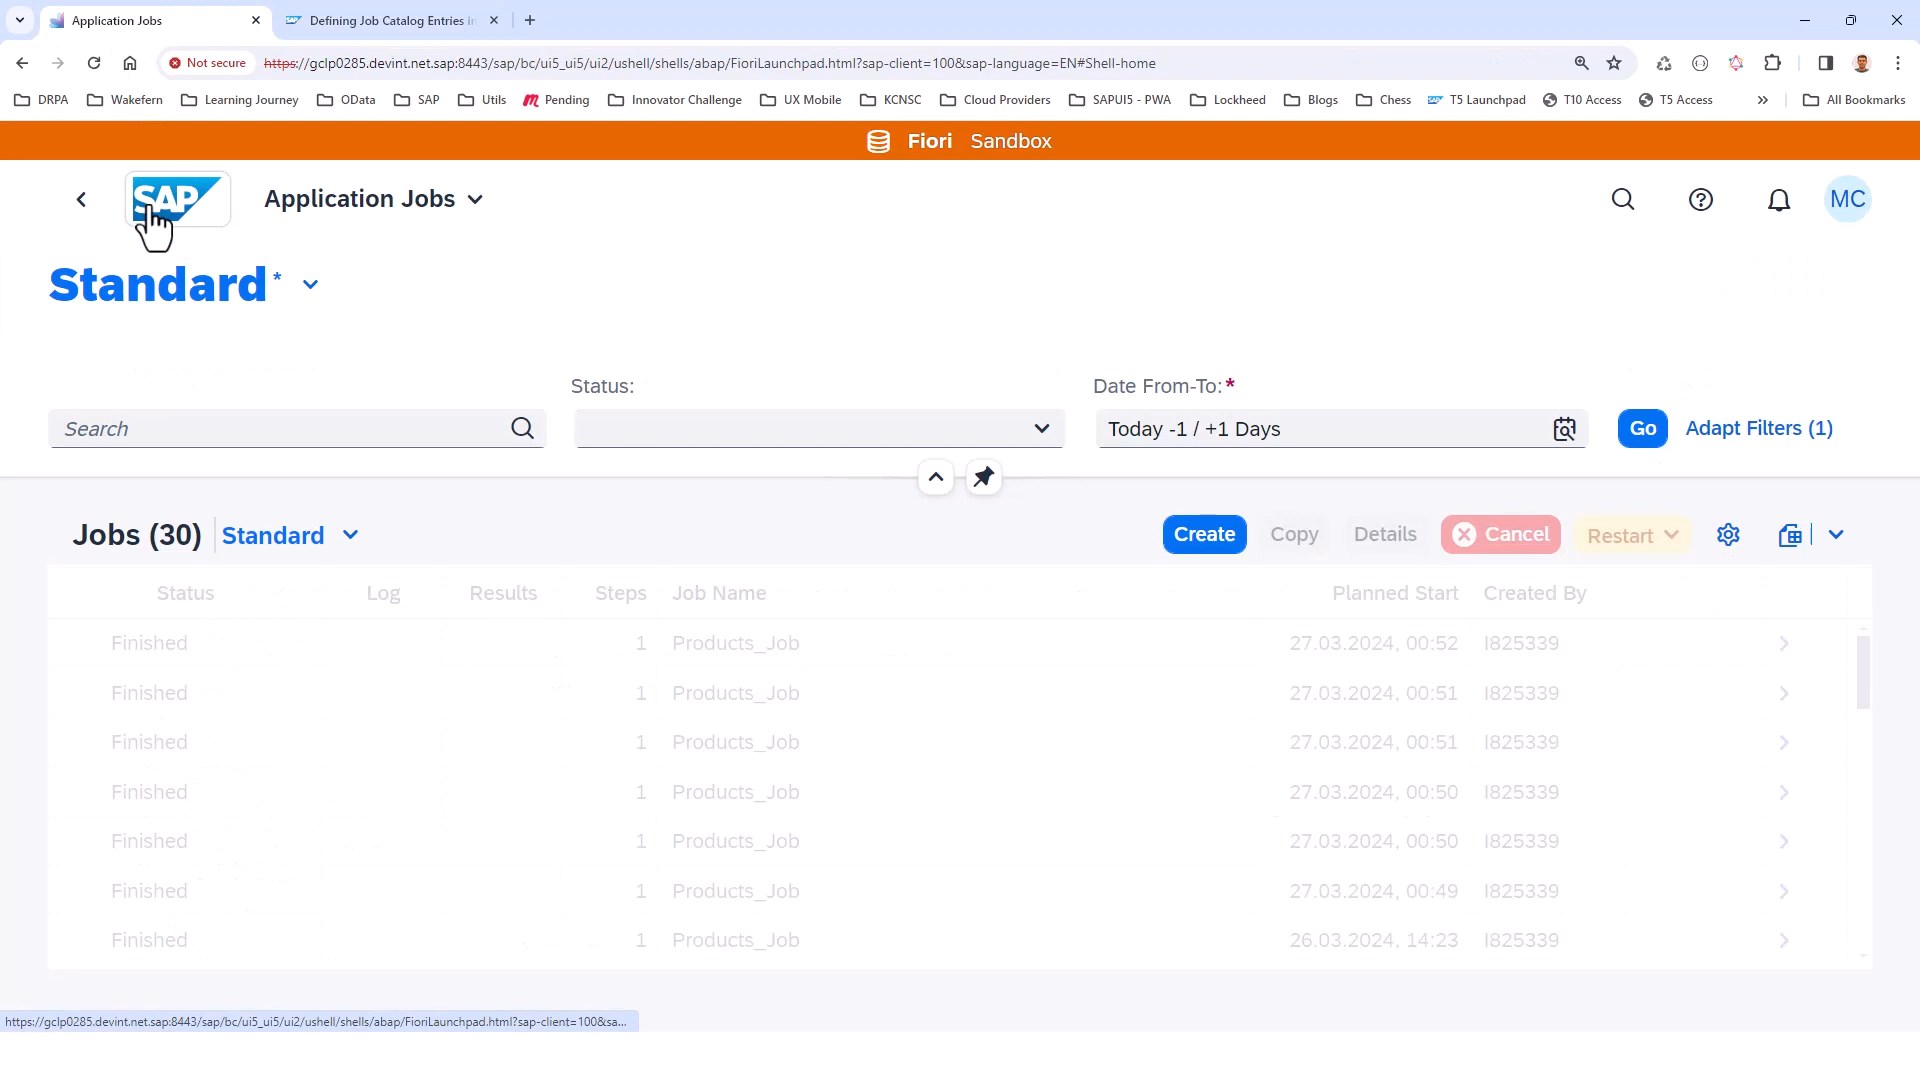 Application Jobs
Defining Job Catalog Entries in
Not secure https://gclp0285.devint.net.sap:8443/sap/bc/ui5_ui5/ui2/ushell/shells/abap/FioriLaunchpad.html?sap-client=100&sap-language=EN#Shell-home
DRPA Wakefern Learning Journey OData SAP Utils Pending Innovator Challenge UX Mobile KCNSC Cloud Providers SAPUI5 - PWA Lockheed Blogs Chess T5 Launchpad T10 Access T5 Access » All Bookmarks
Fiori Sandbox
SAP Application Jobs MC
Standard*
Status: Date From-To:*
Search Today -1 / +1 Days Go Adapt Filters (1)
Jobs (30) Standard Create Copy Details Cancel Restart
Status Log Results Steps Job Name Planned Start Created By
Finished 1 Products_Job 27.03.2024, 00:52 I825339
Finished 1 Products_Job 27.03.2024, 00:51 I825339
Finished 1 Products_Job 27.03.2024, 00:51 I825339
Finished 1 Products_Job 27.03.2024, 00:50 I825339
Finished 1 Products_Job 27.03.2024, 00:50 I825339
Finished 1 Products_Job 27.03.2024, 00:49 I825339
Finished 1 Products_Job 26.03.2024, 14:23 I825339
https://gclp0285.devint.net.sap:8443/sap/bc/ui5_ui5/ui2/ushell/shells/abap/FioriLaunchpad.html?sap-client=100&sa...